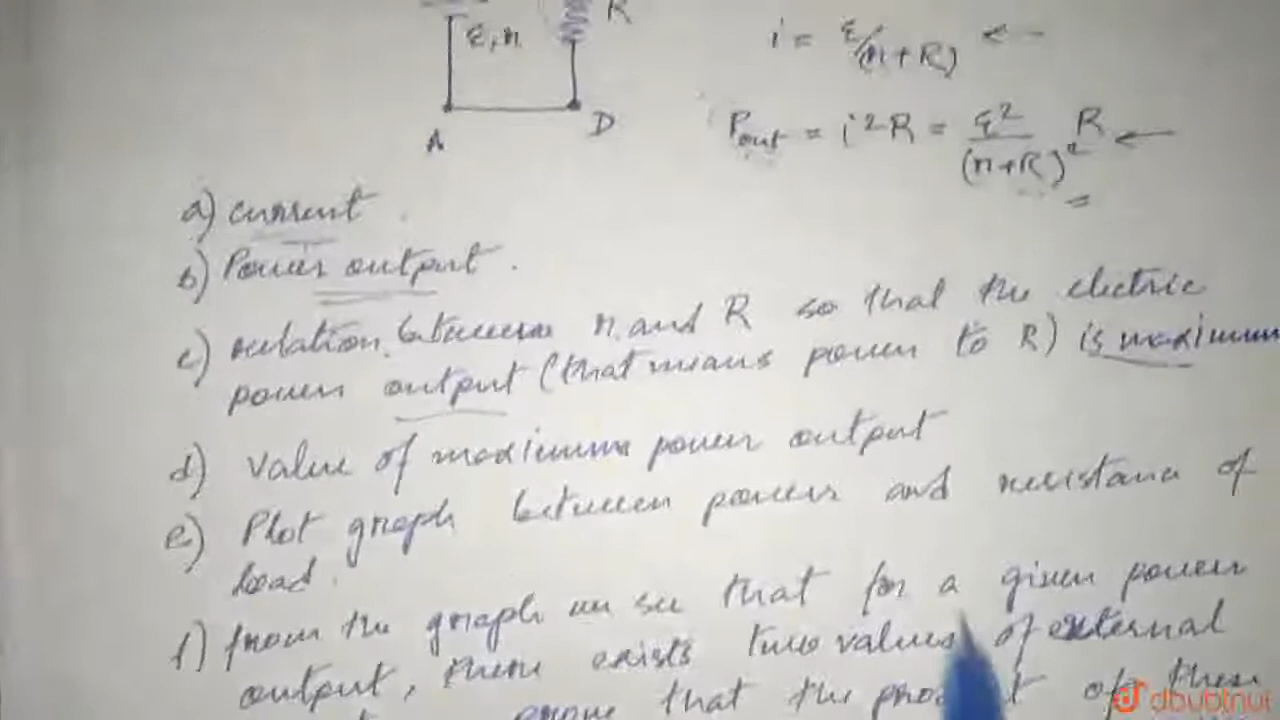 ε, r
R
i = ε/(r+R) ←
A
D
P_out = i²R = ε²/(r+R)² R ←
a) current.
b) Power output.
c) relation between r and R so that the electric
power output (that means power to R) is maximum
d) value of maximum power output
e) Plot graph between power and resistance of
load.
f) from the graph we see that for a given power
output, there exists two values of external
prove that the product of these
doubtnut